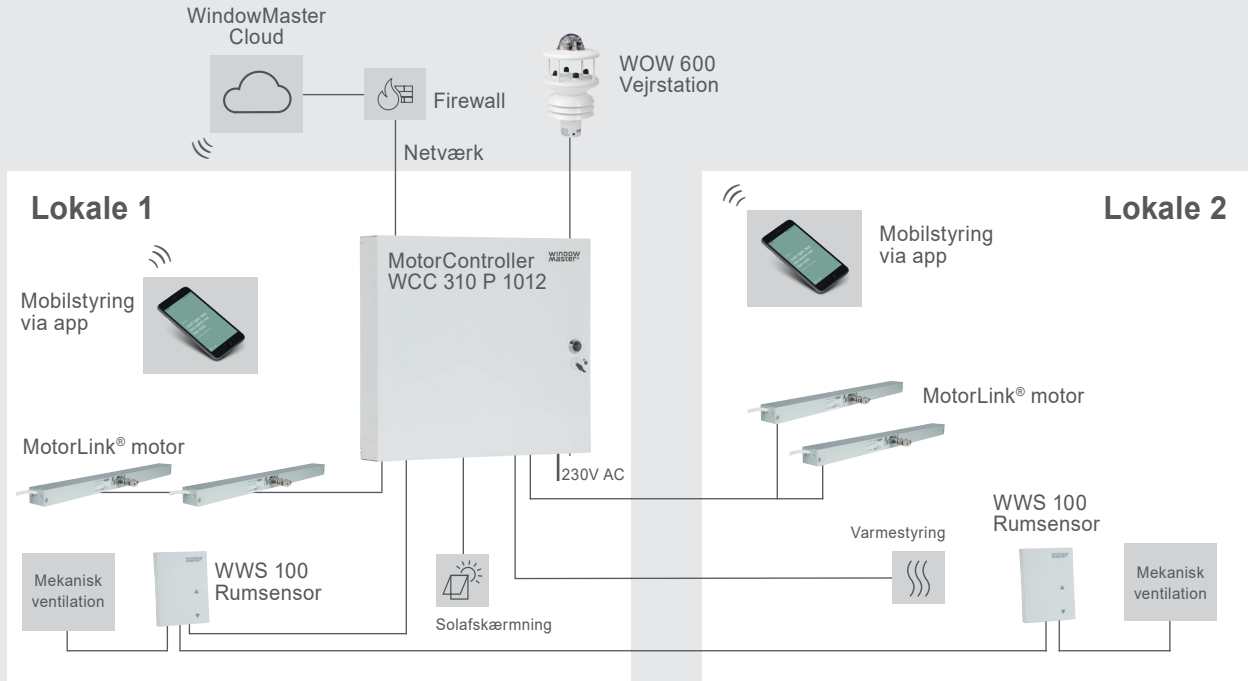 WindowMaster
Cloud
WOW 600
Vejrstation
Firewall
Netværk
Lokale 1
Mobilstyring
via app
MotorController
WCC 310 P 1012
WINDOW
MASTER®
MotorLink® motor
230V AC
Mekanisk
ventilation
WWS 100
Rumsensor
Solafskærmning
Lokale 2
Mobilstyring
via app
MotorLink® motor
Varmestyring
WWS 100
Rumsensor
Mekanisk
ventilation